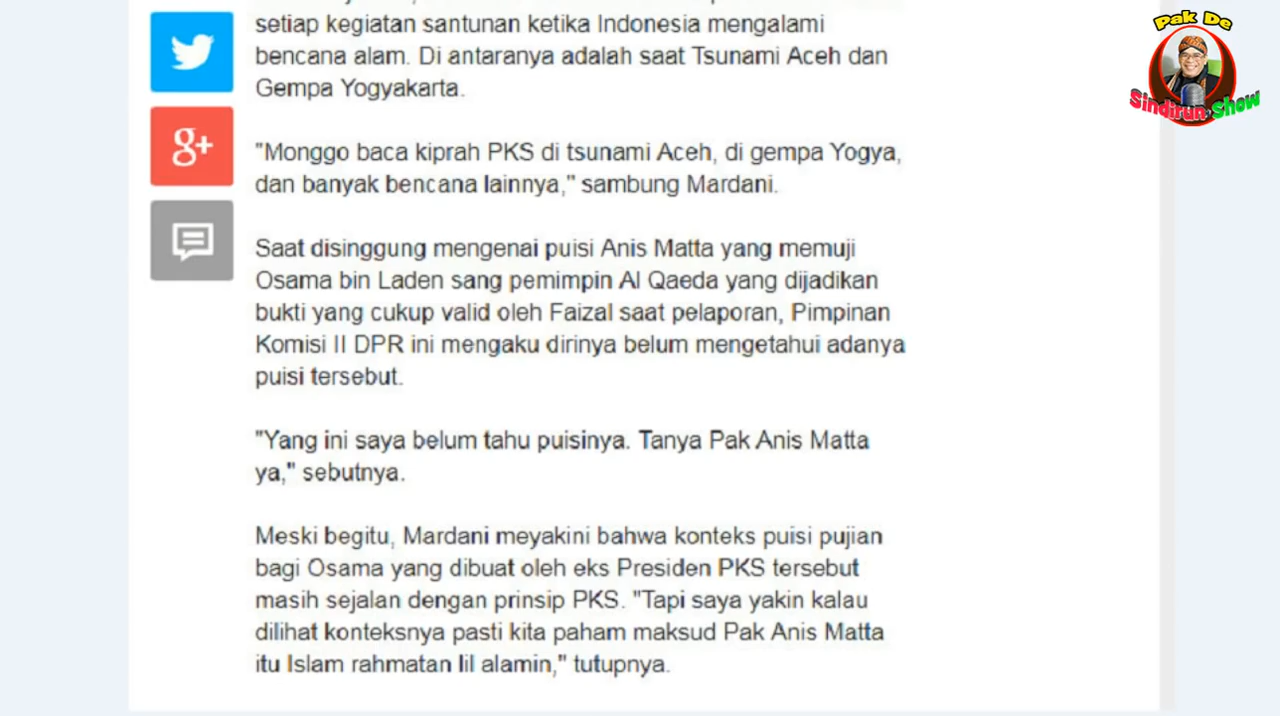 setiap kegiatan santunan ketika Indonesia mengalami
bencana alam. Di antaranya adalah saat Tsunami Aceh dan
Gempa Yogyakarta.
"Monggo baca kiprah PKS di tsunami Aceh, di gempa Yogya,
dan banyak bencana lainnya," sambung Mardani.
Saat disinggung mengenai puisi Anis Matta yang memuji
Osama bin Laden sang pemimpin Al Qaeda yang dijadikan
bukti yang cukup valid oleh Faizal saat pelaporan, Pimpinan
Komisi II DPR ini mengaku dirinya belum mengetahui adanya
puisi tersebut.
"Yang ini saya belum tahu puisinya. Tanya Pak Anis Matta
ya," sebutnya.
Meski begitu, Mardani meyakini bahwa konteks puisi pujian
bagi Osama yang dibuat oleh eks Presiden PKS tersebut
masih sejalan dengan prinsip PKS. "Tapi saya yakin kalau
dilihat konteksnya pasti kita paham maksud Pak Anis Matta
itu Islam rahmatan lil alamin," tutupnya.
g+
Pak De
Sindirun Show